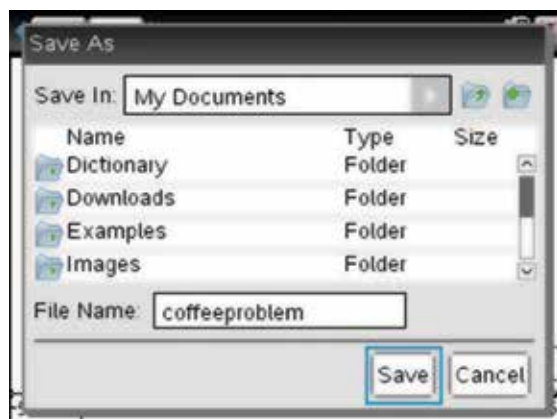 Save As
Save In: My Documents
Name Type Size
Dictionary Folder
Downloads Folder
Examples Folder
Images Folder
File Name: coffeeproblem
Save Cancel